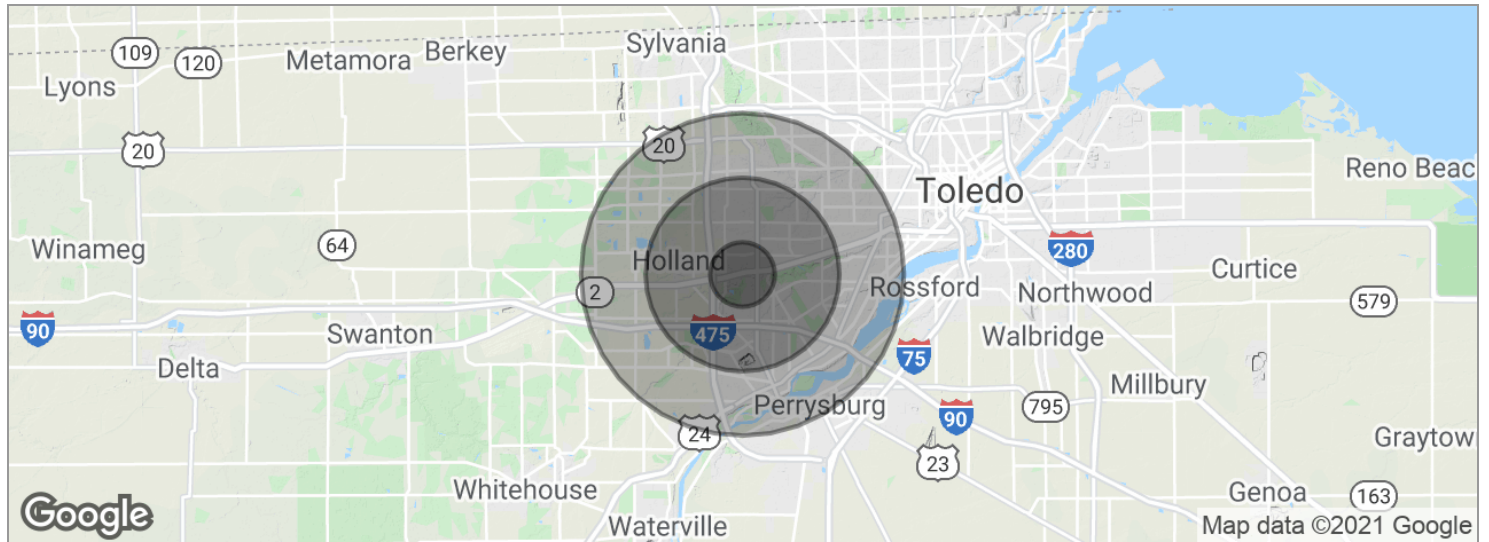 Sylvania
109
120
Metamora
Berkey
Lyons
20
20
Reno Beac
Toledo
64
280
Winameg
Holland
Curtice
2
Rossford
Northwood
579
90
Swanton
475
Walbridge
75
Delta
Millbury
Perrysburg
795
90
24
Graytow
23
Whitehouse
Genoa
163
Google
Waterville
Map data ©2021 Google